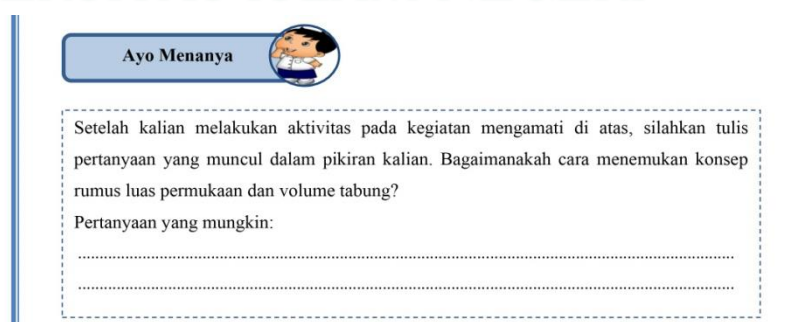 Ayo Menanya
Setelah kalian melakukan aktivitas pada kegiatan mengamati di atas, silahkan tulis
pertanyaan yang muncul dalam pikiran kalian. Bagaimanakah cara menemukan konsep
rumus luas permukaan dan volume tabung?
Pertanyaan yang mungkin: